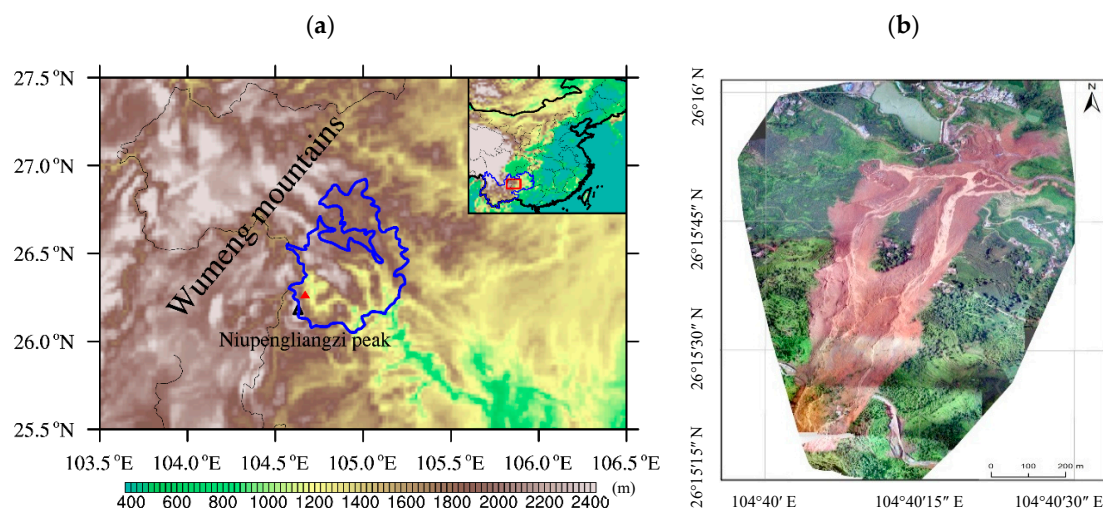 (a)
(b)
27.5 °N
27.0 °N
26.5 °N
26.0 °N
25.5 °N
Wumeng mountains
Niupengliangzi peak
103.5 °E 104.0 °E 104.5 °E 105.0 °E 105.5 °E 106.0 °E 106.5 °E
400 600 800 1000 1200 1400 1600 1800 2000 2200 2400 (m)
26°16′ N
26°15′45″ N
26°15′30″ N
26°15′15″ N
N
0 100 200 m
104°40′ E 104°40′15″ E 104°40′30″ E